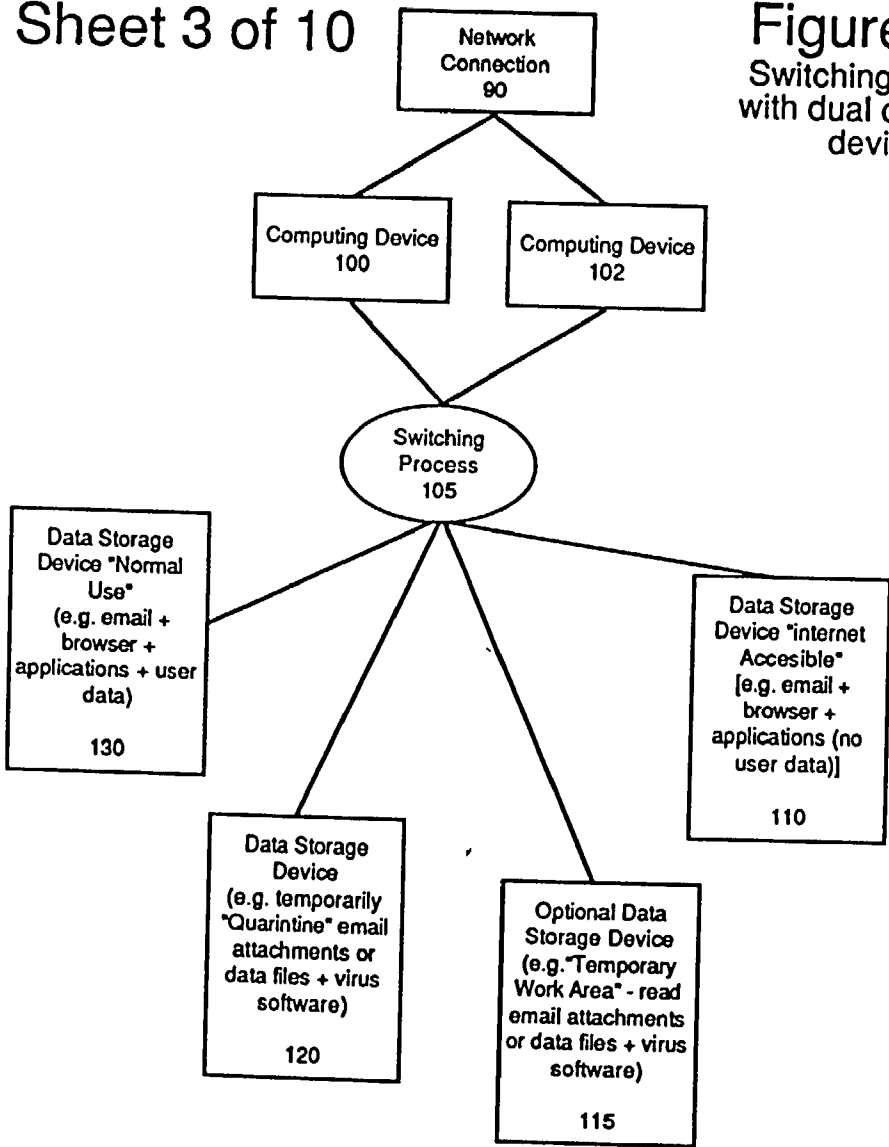 Sheet 3 of 10
Figure
Switching
with dual
Network
Connection
90
Computing Device
100
Computing Device
102
Switching
Process
105
Data Storage
Device "Normal
Use"
(e.g. email +
browser +
applications + user
data)
130
Data Storage
Device "internet
Accesible"
[e.g. email +
browser +
applications (no
user data)]
110
Data Storage
Device
(e.g. temporarily
"Quarintine" email
attachments or
data files + virus
software)
120
Optional Data
Storage Device
(e.g."Temporary
Work Area" - read
email attachments
or data files + virus
software)
115